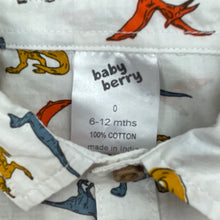 baby
berry
0
6-12 mths
100% COTTON
made in india